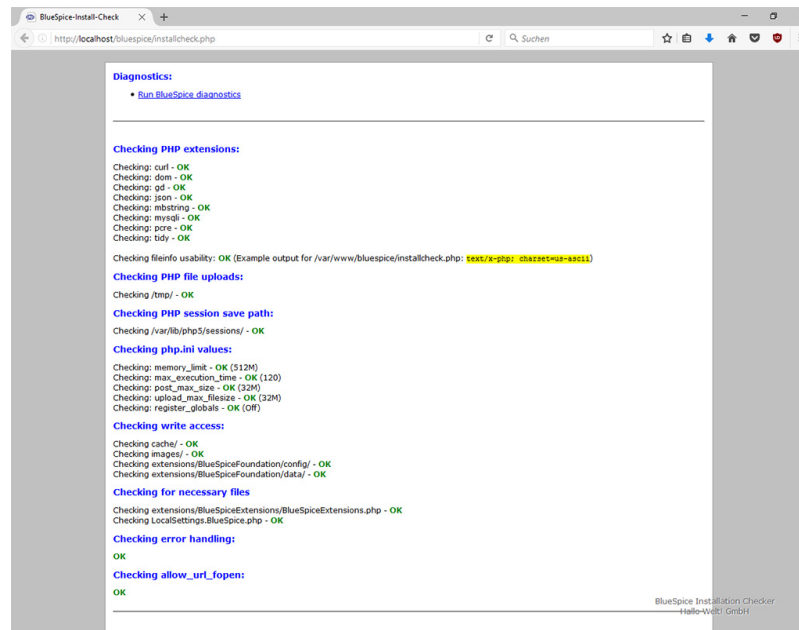 BlueSpice-Install-Check
http://localhost/bluespice/installcheck.php
Suchen
Diagnostics:
• Run BlueSpice diagnostics
Checking PHP extensions:
Checking: curl - OK
Checking: dom - OK
Checking: gd - OK
Checking: json - OK
Checking: mbstring - OK
Checking: mysqli - OK
Checking: pcre - OK
Checking: tidy - OK
Checking fileinfo usability: OK (Example output for /var/www/bluespice/installcheck.php: text/x-php; charset=us-ascii)
Checking PHP file uploads:
Checking /tmp/ - OK
Checking PHP session save path:
Checking /var/lib/php5/sessions/ - OK
Checking php.ini values:
Checking: memory_limit - OK (512M)
Checking: max_execution_time - OK (120)
Checking: post_max_size - OK (32M)
Checking: upload_max_filesize - OK (32M)
Checking: register_globals - OK (Off)
Checking write access:
Checking cache/ - OK
Checking images/ - OK
Checking extensions/BlueSpiceFoundation/config/ - OK
Checking extensions/BlueSpiceFoundation/data/ - OK
Checking for necessary files
Checking extensions/BlueSpiceExtensions/BlueSpiceExtensions.php - OK
Checking LocalSettings.BlueSpice.php - OK
Checking error handling:
OK
Checking allow_url_fopen:
OK
BlueSpice Installation Checker
Hallo Welt! GmbH